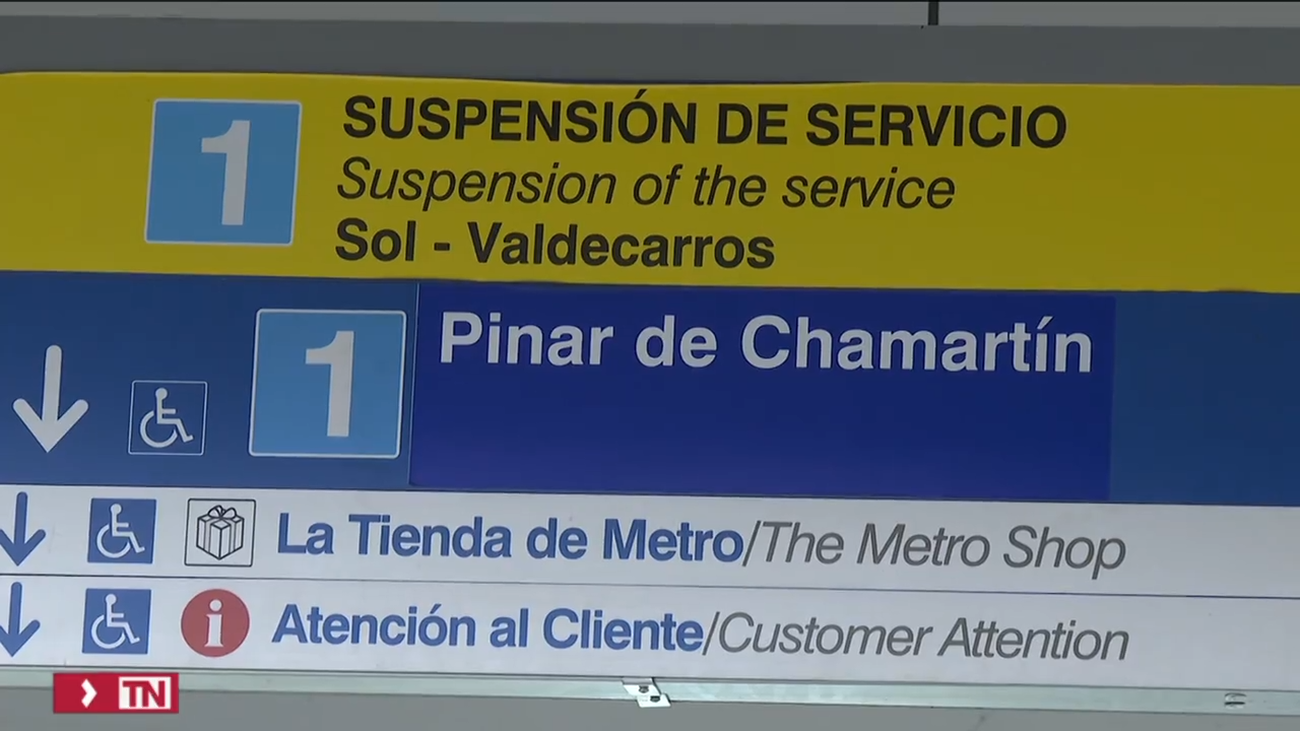 1
SUSPENSIÓN DE SERVICIO
Suspension of the service
Sol - Valdecarros
1
Pinar de Chamartín
La Tienda de Metro/The Metro Shop
i Atención al Cliente/Customer Attention
TN